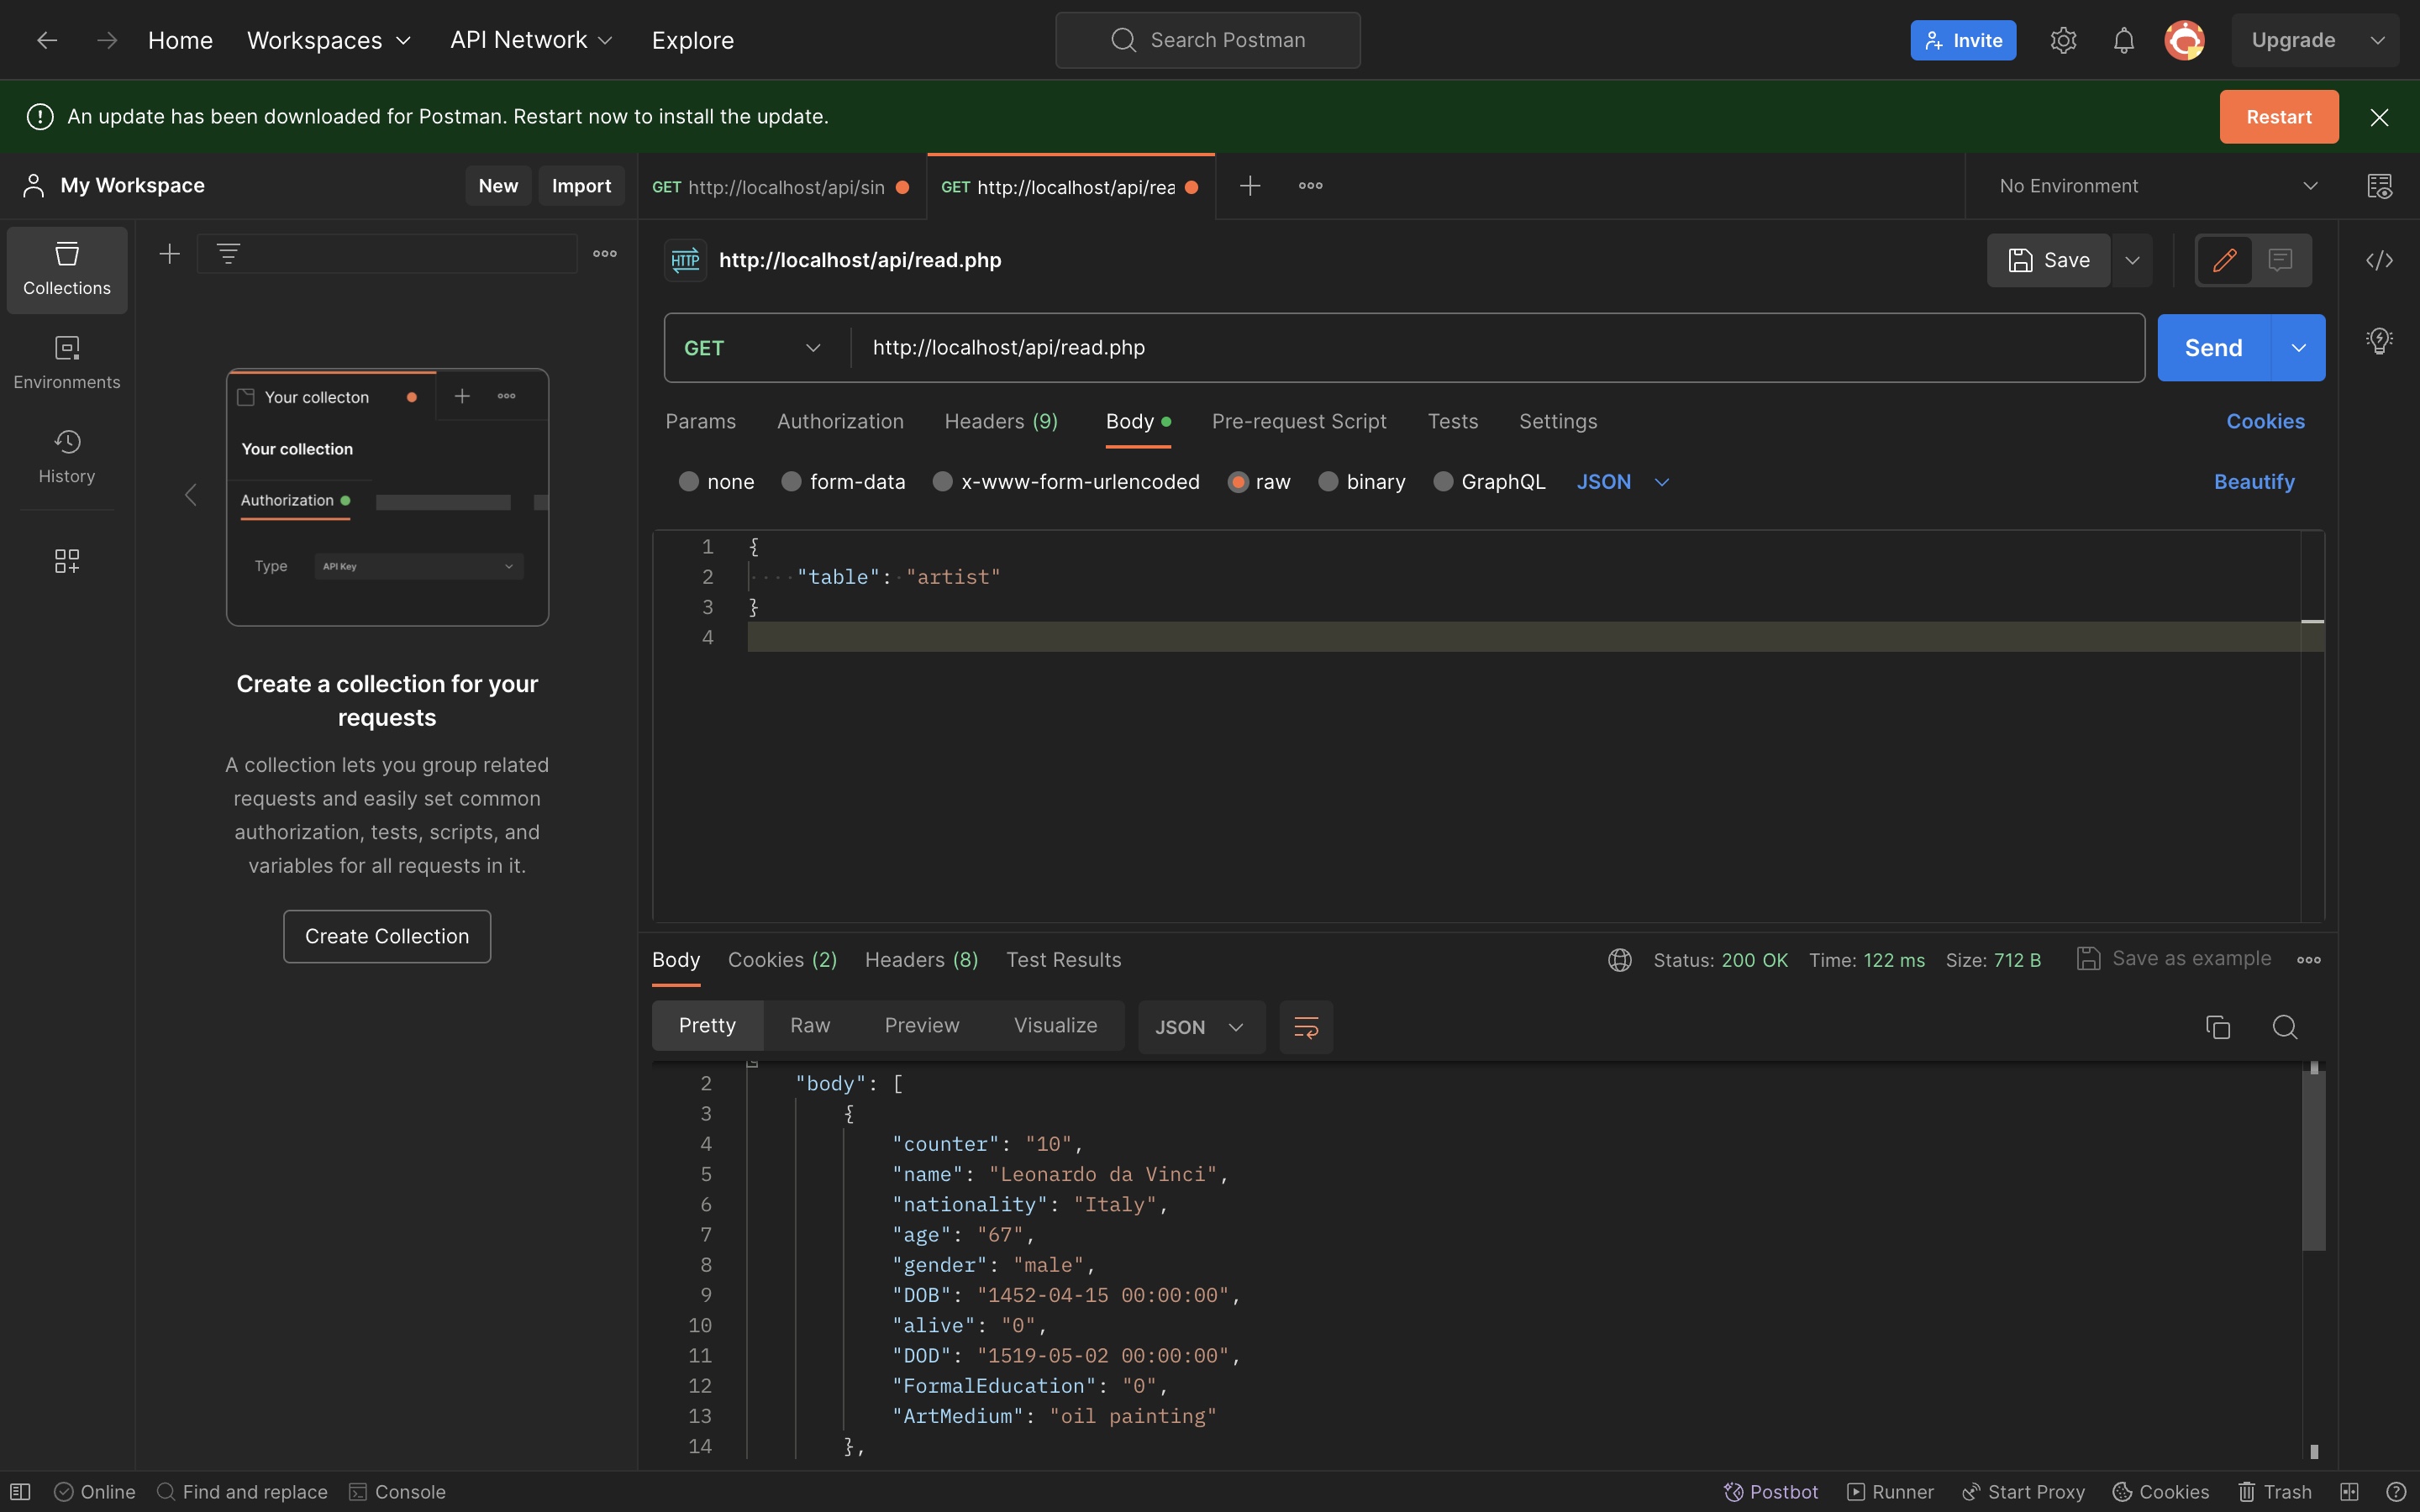 Home Workspaces API Network Explore Search Postman Invite Upgrade
An update has been downloaded for Postman. Restart now to install the update. Restart
My Workspace New Import GET http://localhost/api/sin GET http://localhost/api/rea No Environment
Collections
Environments
History
Your collecton
Your collection
Authorization
Type API Key
Create a collection for your
requests
A collection lets you group related
requests and easily set common
authorization, tests, scripts, and
variables for all requests in it.
Create Collection
HTTP http://localhost/api/read.php Save
GET http://localhost/api/read.php Send
Params Authorization Headers (9) Body Pre-request Script Tests Settings Cookies
none form-data x-www-form-urlencoded raw binary GraphQL JSON Beautify
1 {
2 ····"table":·"artist"
3 }
4
Body Cookies (2) Headers (8) Test Results Status: 200 OK Time: 122 ms Size: 712 B Save as example
Pretty Raw Preview Visualize JSON
2 "body": [
3 {
4 "counter": "10",
5 "name": "Leonardo da Vinci",
6 "nationality": "Italy",
7 "age": "67",
8 "gender": "male",
9 "DOB": "1452-04-15 00:00:00",
10 "alive": "0",
11 "DOD": "1519-05-02 00:00:00",
12 "FormalEducation": "0",
13 "ArtMedium": "oil painting"
14 },
Online Find and replace Console Postbot Runner Start Proxy Cookies Trash